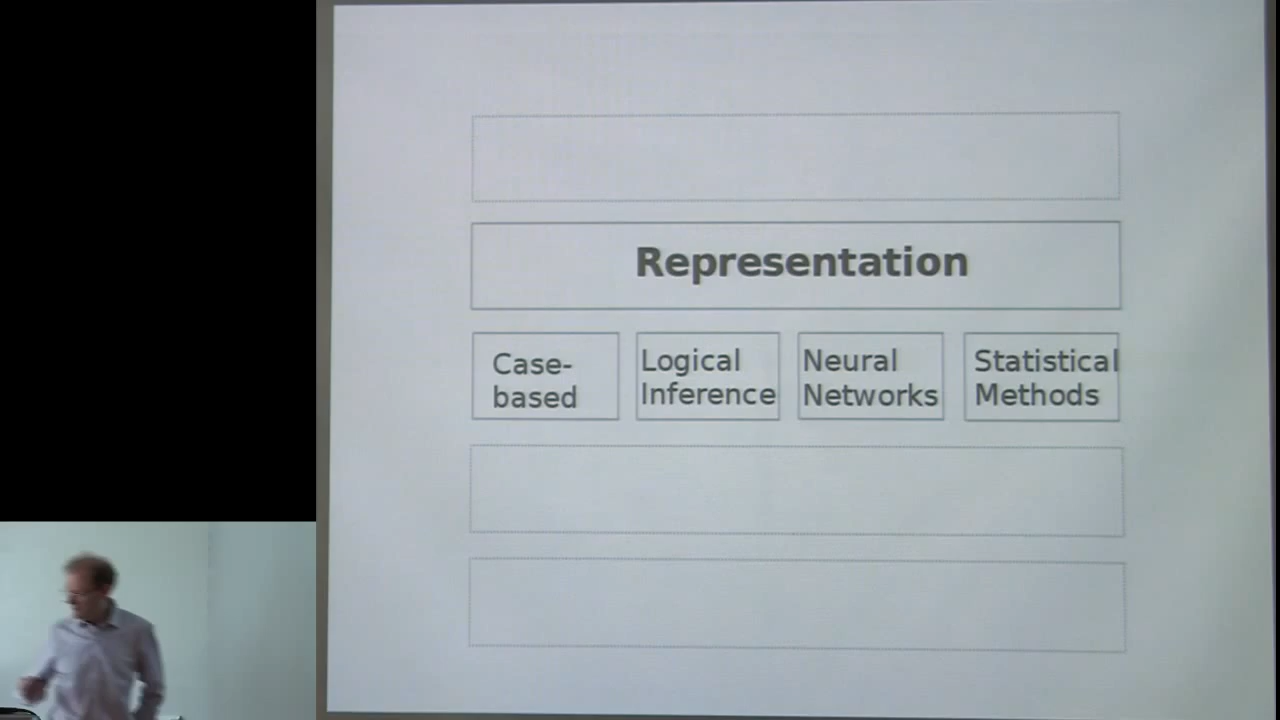 Representation
Case-
based
Logical
Inference
Neural
Networks
Statistical
Methods